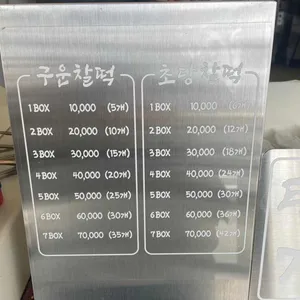 구운찰떡
1 BOX 10,000 (5개)
2 BOX 20,000 (10개)
3 BOX 30,000 (15개)
4 BOX 40,000 (20개)
5 BOX 50,000 (25개)
6 BOX 60,000 (30개)
7 BOX 70,000 (35개)
찰떡
1 BOX 10,000
2 BOX 20,000 (12개)
3 BOX 30,000 (18개)
4 BOX 40,000 (24개)
5 BOX 50,000 (30개)
6 BOX 60,000 (36개)
7 BOX 70,000 (42개)